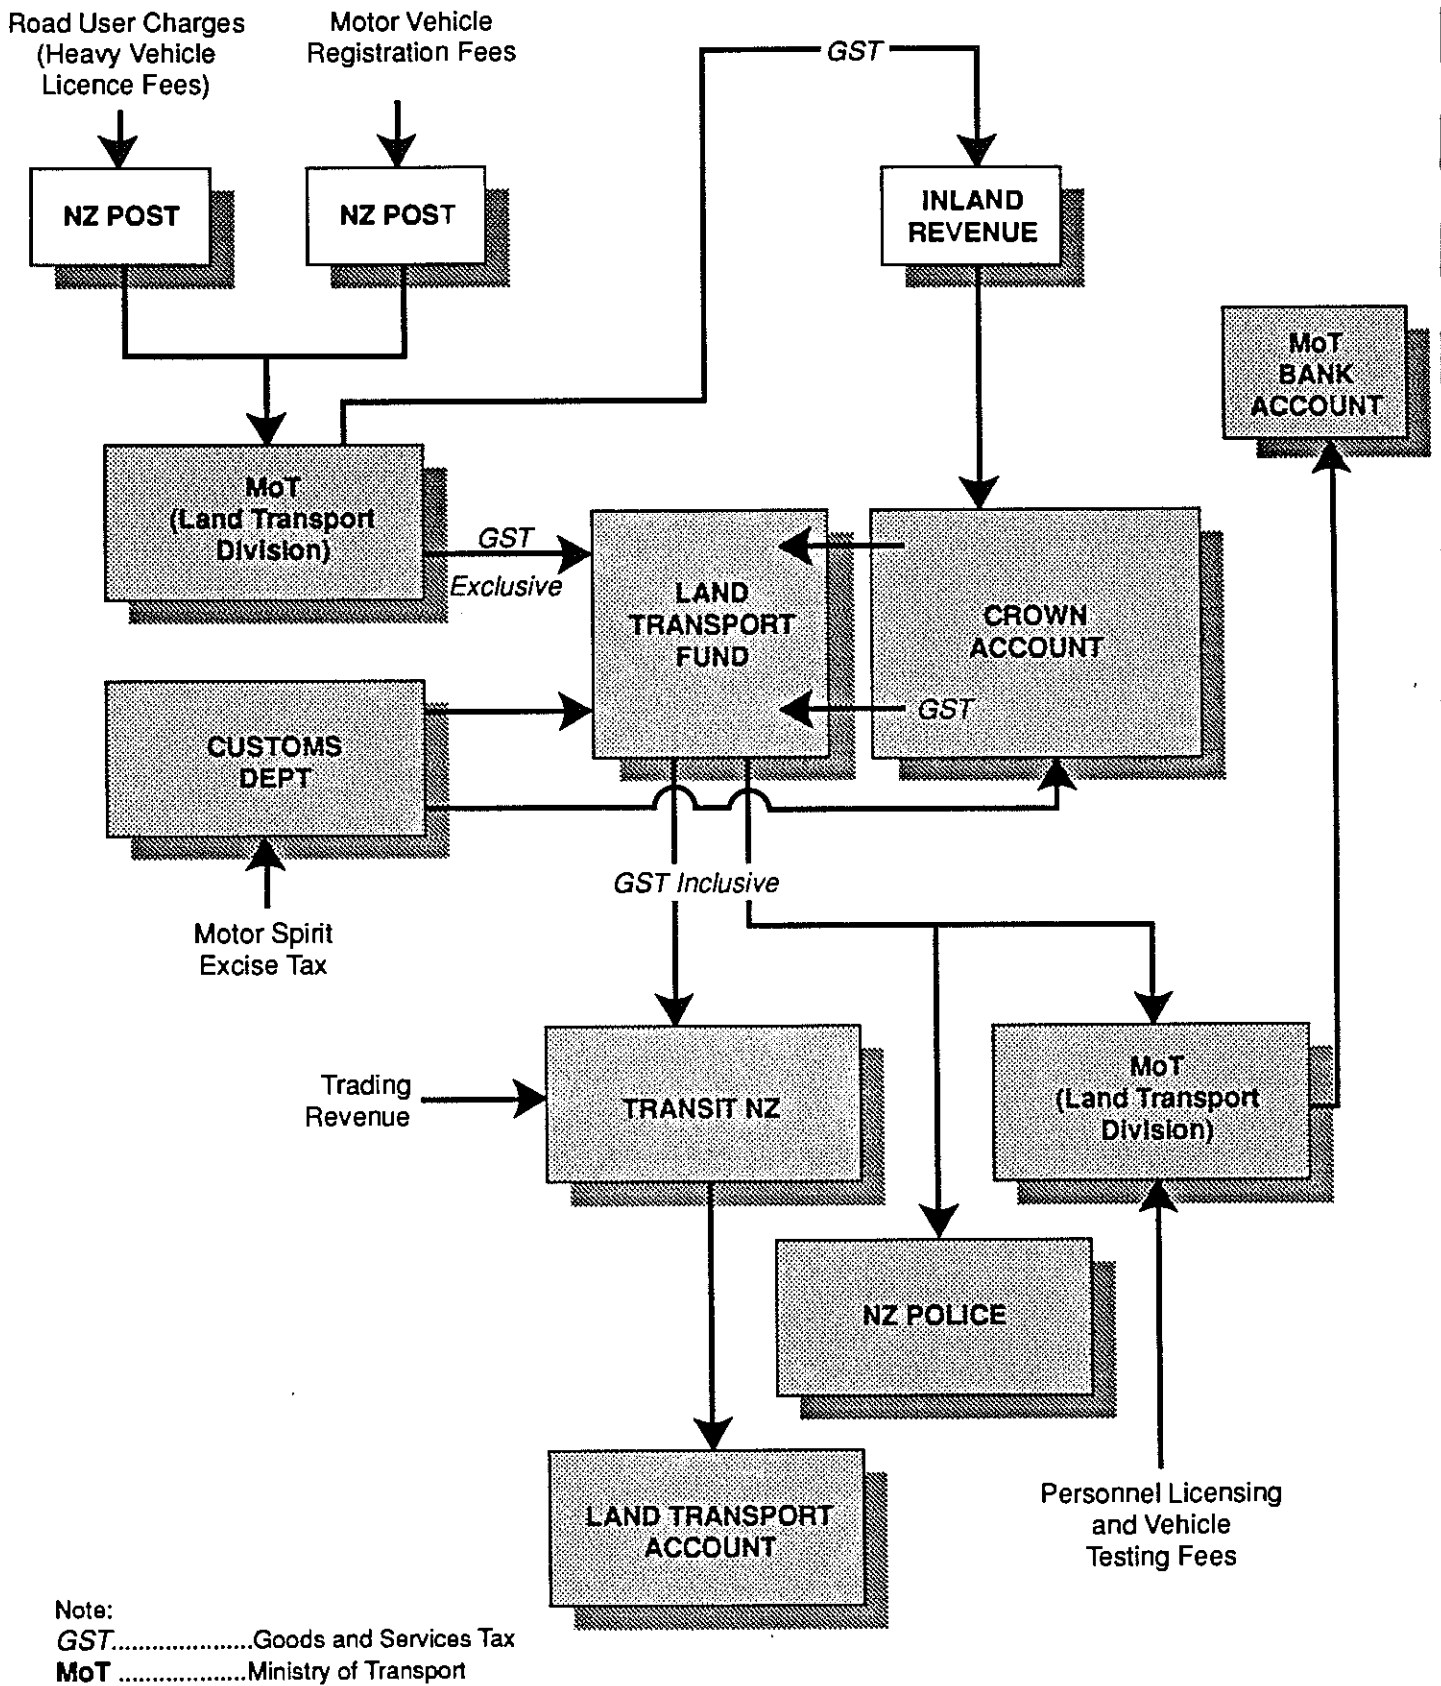 Road User Charges
(Heavy Vehicle
Licence Fees)
Motor Vehicle
Registration Fees
GST
NZ POST
NZ POST
INLAND
REVENUE
MoT
BANK
ACCOUNT
MoT
(Land Transport
Division)
GST
Exclusive
LAND
TRANSPORT
FUND
CROWN
ACCOUNT
GST
CUSTOMS
DEPT
GST Inclusive
Motor Spirit
Excise Tax
Trading
Revenue
TRANSIT NZ
MoT
(Land Transport
Division)
NZ POLICE
LAND TRANSPORT
ACCOUNT
Personnel Licensing
and Vehicle
Testing Fees
Note:
GST.....................Goods and Services Tax
MoT ...................Ministry of Transport